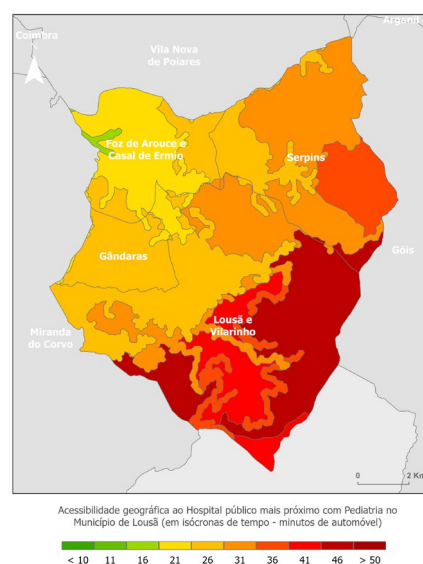 Coimbra
Argani
Vila Nova
de Poiares
Foz de Arouce e
Casal de Ermio
Serpins
Góis
Gândaras
Lousã e
Vilarinho
Miranda
do Corvo
0 2 Km
Acessibilidade geográfica ao Hospital público mais próximo com Pediatria no
Município de Lousã (em isócronas de tempo - minutos de automóvel)
< 10 11 16 21 26 31 36 41 46 > 50